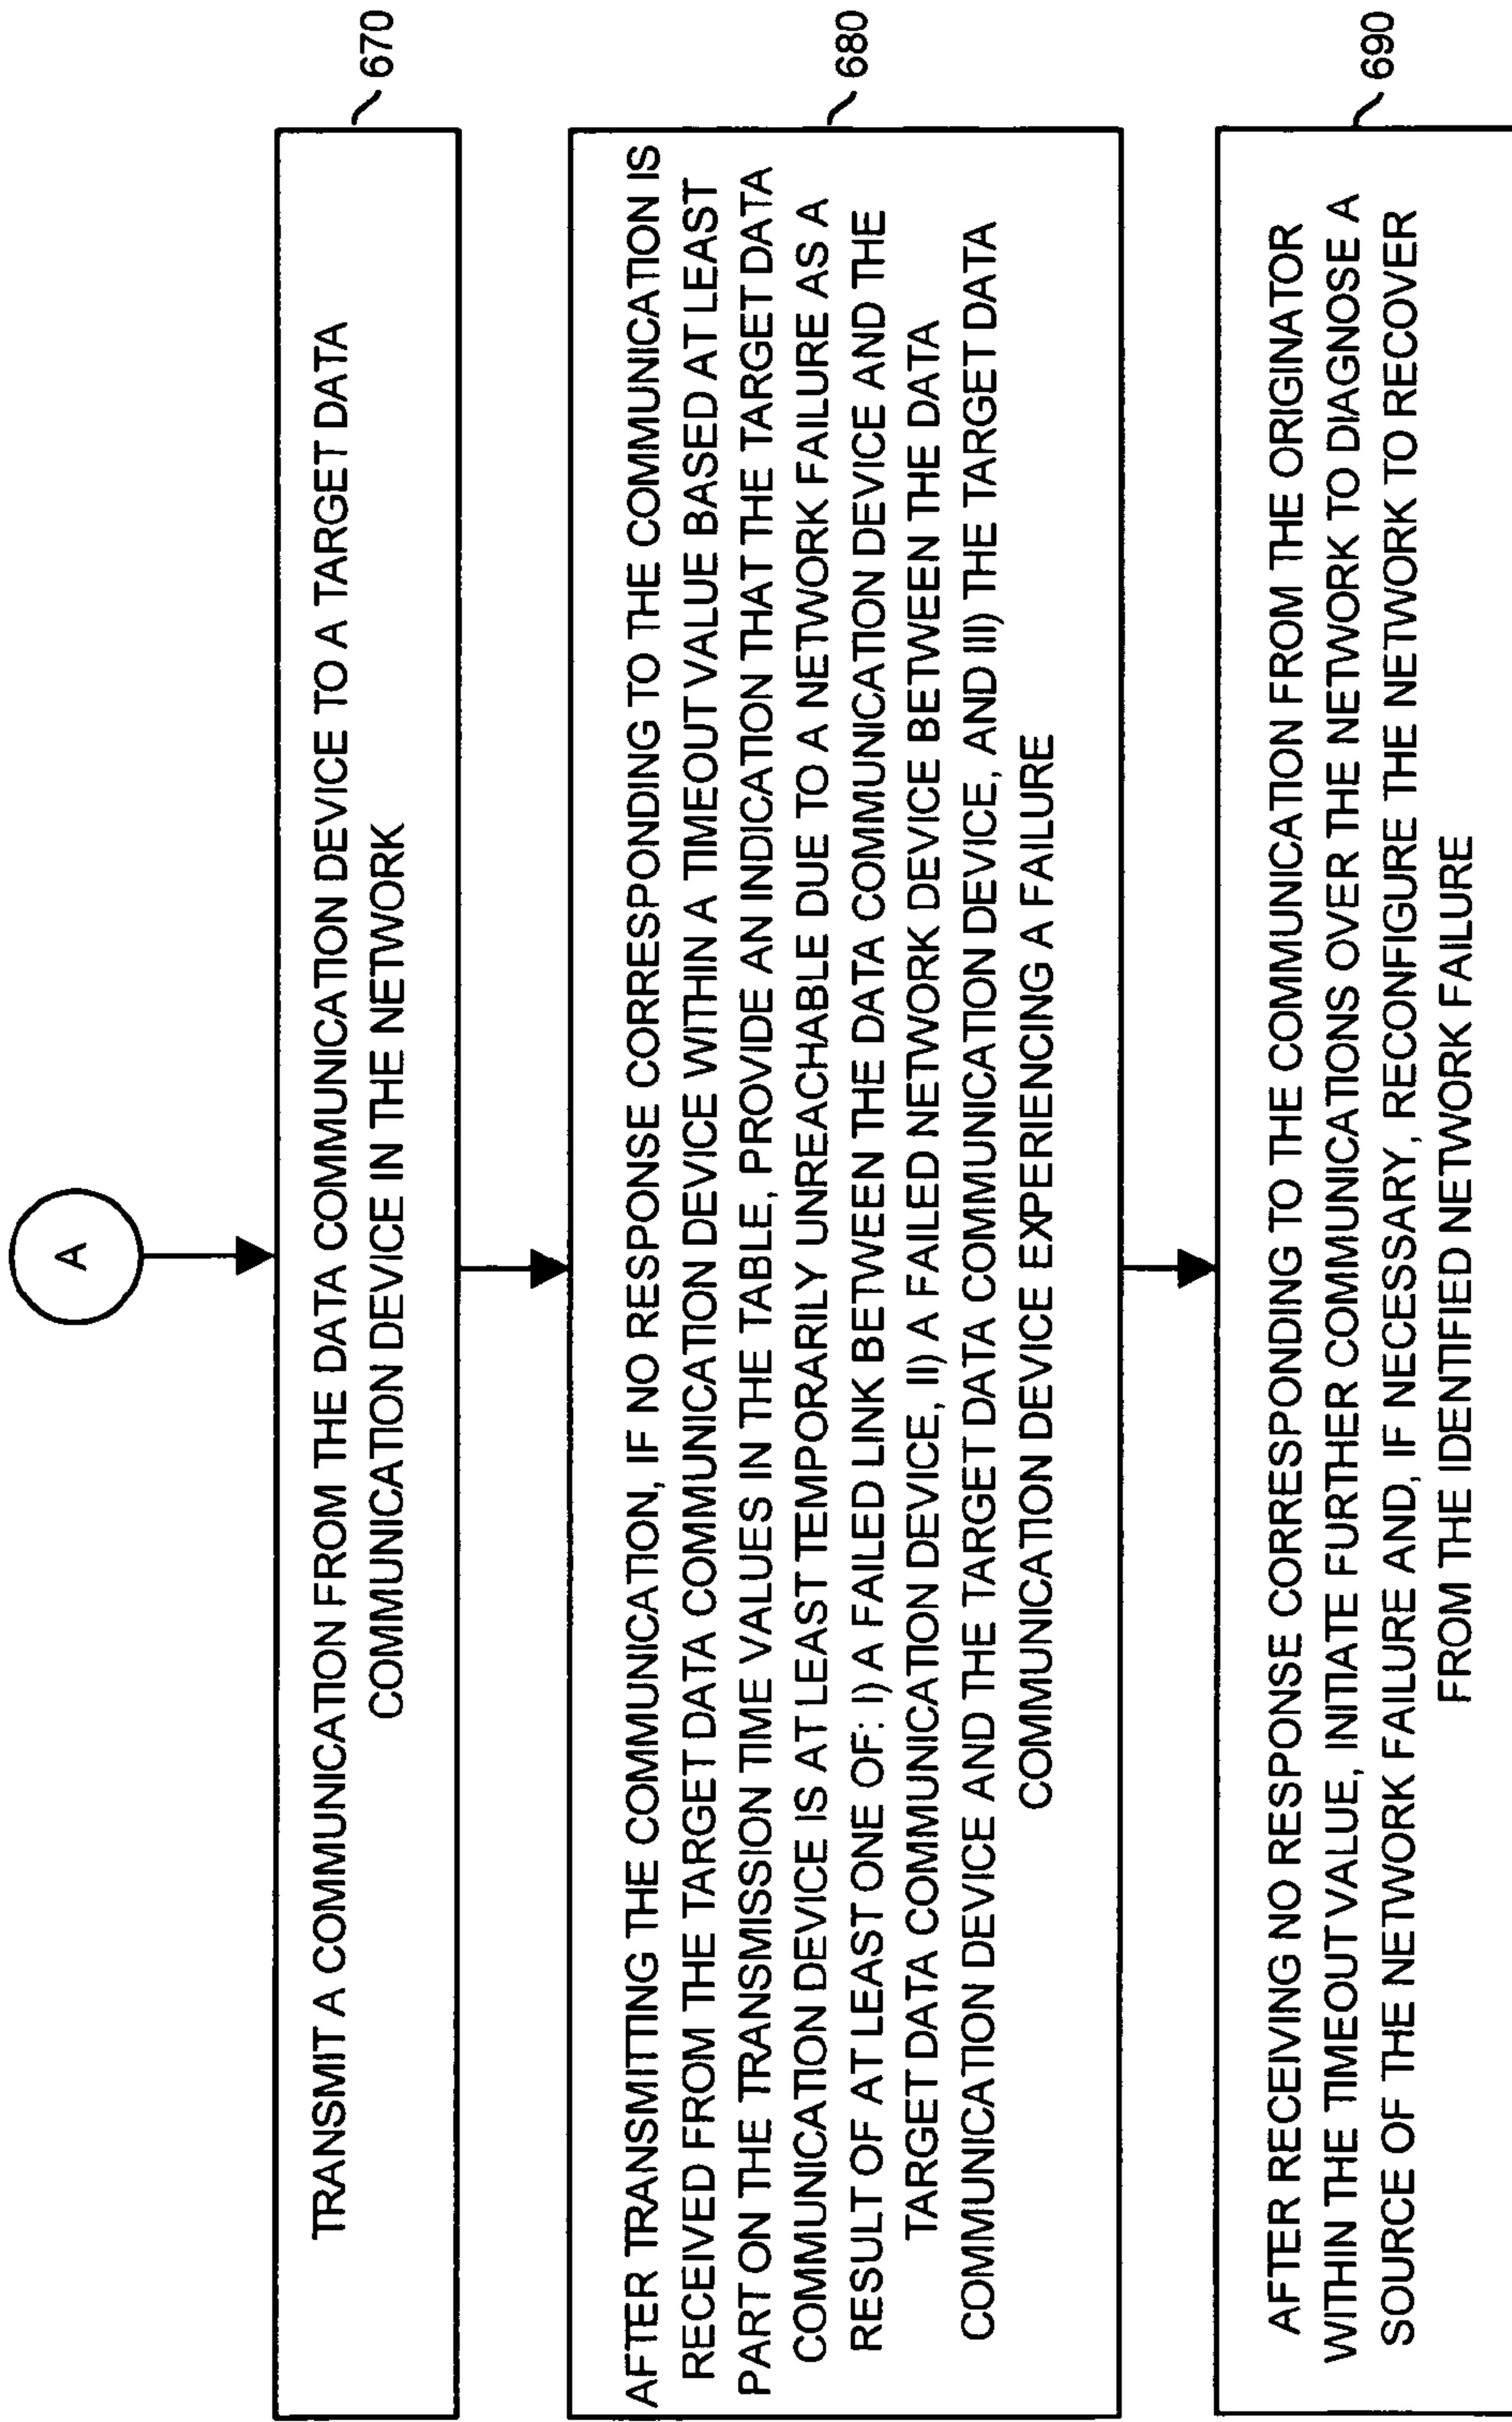 A
TRANSMIT A COMMUNICATION FROM THE DATA COMMUNICATION DEVICE TO A TARGET DATA
COMMUNICATION DEVICE IN THE NETWORK
670
AFTER TRANSMITTING THE COMMUNICATION, IF NO RESPONSE CORRESPONDING TO THE COMMUNICATION IS
RECEIVED FROM THE TARGET DATA COMMUNICATION DEVICE WITHIN A TIMEOUT VALUE BASED AT LEAST
PART ON THE TRANSMISSION TIME VALUES IN THE TABLE, PROVIDE AN INDICATION THAT THE TARGET DATA
COMMUNICATION DEVICE IS AT LEAST TEMPORARILY UNREACHABLE DUE TO A NETWORK FAILURE AS A
RESULT OF AT LEAST ONE OF: I) A FAILED LINK BETWEEN THE DATA COMMUNICATION DEVICE AND THE
TARGET DATA COMMUNICATION DEVICE, II) A FAILED NETWORK DEVICE BETWEEN THE DATA
COMMUNICATION DEVICE AND THE TARGET DATA COMMUNICATION DEVICE, AND III) THE TARGET DATA
COMMUNICATION DEVICE EXPERIENCING A FAILURE
680
AFTER RECEIVING NO RESPONSE CORRESPONDING TO THE COMMUNICATION FROM THE ORIGINATOR
WITHIN THE TIMEOUT VALUE, INITIATE FURTHER COMMUNICATIONS OVER THE NETWORK TO DIAGNOSE A
SOURCE OF THE NETWORK FAILURE AND, IF NECESSARY, RECONFIGURE THE NETWORK TO RECOVER
FROM THE IDENTIFIED NETWORK FAILURE
690